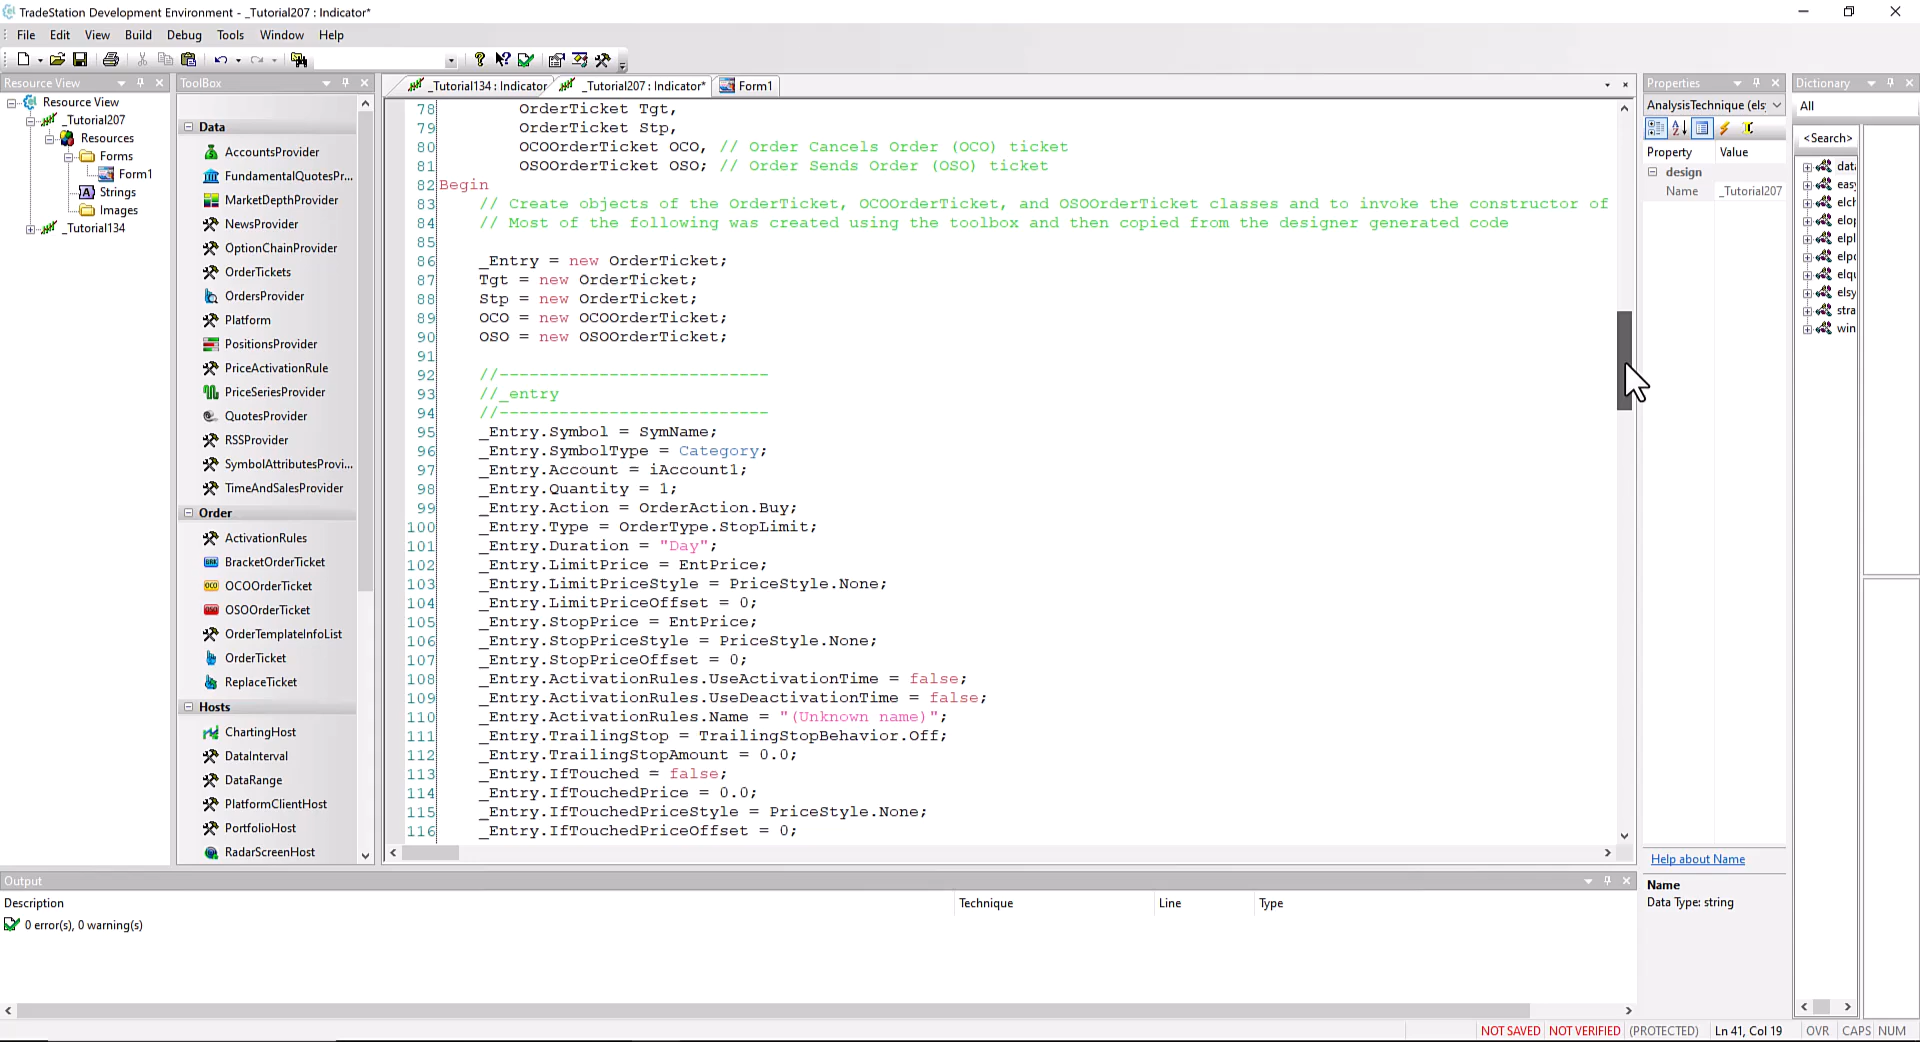 TradeStation Development Environment - _Tutorial207 : Indicator*
File Edit View Build Debug Tools Window Help
Resource View
Resource View
_Tutorial207
Resources
Forms
Form1
Strings
Images
_Tutorial134
ToolBox
Data
AccountsProvider
FundamentalQuotesPr...
MarketDepthProvider
NewsProvider
OptionChainProvider
OrderTickets
OrdersProvider
Platform
PositionsProvider
PriceActivationRule
PriceSeriesProvider
QuotesProvider
RSSProvider
SymbolAttributesProvi...
TimeAndSalesProvider
Order
ActivationRules
BracketOrderTicket
OCOOrderTicket
OSOOrderTicket
OrderTemplateInfoList
OrderTicket
ReplaceTicket
Hosts
ChartingHost
DataInterval
DataRange
PlatformClientHost
PortfolioHost
RadarScreenHost
_Tutorial134 : Indicator _Tutorial207 : Indicator* Form1
78 OrderTicket Tgt,
79 OrderTicket Stp,
80 OCOOrderTicket OCO, // Order Cancels Order (OCO) ticket
81 OSOOrderTicket OSO; // Order Sends Order (OSO) ticket
82 Begin
83 // Create objects of the OrderTicket, OCOOrderTicket, and OSOOrderTicket classes and to invoke the constructor of
84 // Most of the following was created using the toolbox and then copied from the designer generated code
85
86 _Entry = new OrderTicket;
87 Tgt = new OrderTicket;
88 Stp = new OrderTicket;
89 OCO = new OCOOrderTicket;
90 OSO = new OSOOrderTicket;
91
92 //---------------------------
93 //_entry
94 //---------------------------
95 _Entry.Symbol = SymName;
96 _Entry.SymbolType = Category;
97 _Entry.Account = iAccount1;
98 _Entry.Quantity = 1;
99 _Entry.Action = OrderAction.Buy;
100 _Entry.Type = OrderType.StopLimit;
101 _Entry.Duration = "Day";
102 _Entry.LimitPrice = EntPrice;
103 _Entry.LimitPriceStyle = PriceStyle.None;
104 _Entry.LimitPriceOffset = 0;
105 _Entry.StopPrice = EntPrice;
106 _Entry.StopPriceStyle = PriceStyle.None;
107 _Entry.StopPriceOffset = 0;
108 _Entry.ActivationRules.UseActivationTime = false;
109 _Entry.ActivationRules.UseDeactivationTime = false;
110 _Entry.ActivationRules.Name = "(Unknown name)";
111 _Entry.TrailingStop = TrailingStopBehavior.Off;
112 _Entry.TrailingStopAmount = 0.0;
113 _Entry.IfTouched = false;
114 _Entry.IfTouchedPrice = 0.0;
115 _Entry.IfTouchedPriceStyle = PriceStyle.None;
116 _Entry.IfTouchedPriceOffset = 0;
Properties
AnalysisTechnique (els
Property Value
design
Name _Tutorial207
Help about Name
Name
Data Type: string
Dictionary
All
<Search>
data
easy
elch
elop
elpl
elpo
elqu
elsy
stra
win
Output
Description Technique Line Type
0 error(s), 0 warning(s)
NOT SAVED NOT VERIFIED (PROTECTED) Ln 41, Col 19 OVR CAPS NUM